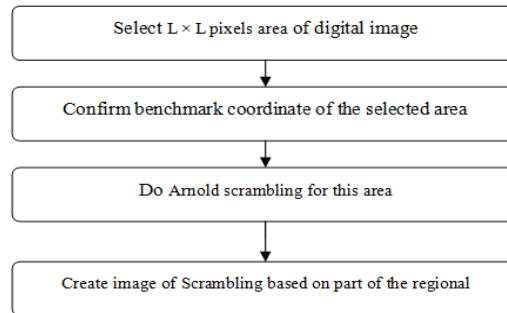 Select L × L pixels area of digital image
Confirm benchmark coordinate of the selected area
Do Arnold scrambling for this area
Create image of Scrambling based on part of the regional